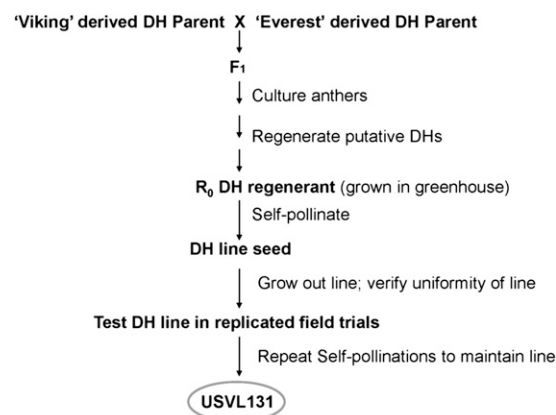 ‘Viking’ derived DH Parent X ‘Everest’ derived DH Parent
F₁
Culture anthers
Regenerate putative DHs
R₀ DH regenerant (grown in greenhouse)
Self-pollinate
DH line seed
Grow out line; verify uniformity of line
Test DH line in replicated field trials
Repeat Self-pollinations to maintain line
USVL131